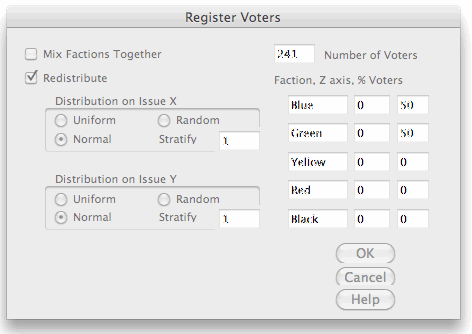 Register Voters
Mix Factions Together
241 Number of Voters
Redistribute
Faction, Z axis, % Voters
Distribution on Issue X
Uniform Random
Normal Stratify 1
Distribution on Issue Y
Uniform Random
Normal Stratify 1
Blue 0 50
Green 0 50
Yellow 0 0
Red 0 0
Black 0 0
OK
Cancel
Help